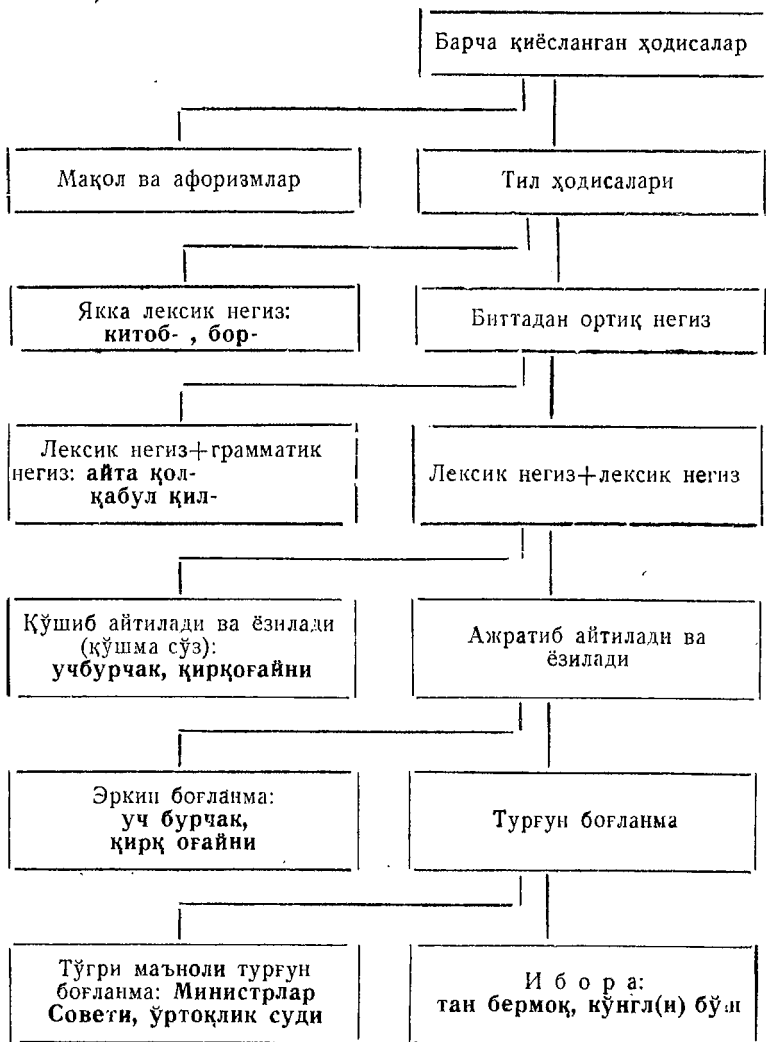 Барча қиёсланган ҳодисалар
Мақол ва афоризмлар
Тил ҳодисалари
Якка лексик негиз:
китоб- , бор-
Биттадан ортиқ негиз
Лексик негиз+грамматик
негиз: айта қол-
қабул қил-
Лексик негиз+лексик негиз
Қўшиб айтилади ва ёзилади
(қўшма сўз):
учбурчак, қирқоғайни
Ажратиб айтилади ва
ёзилади
Эркин боғланма:
уч бурчак,
қирқ оғайни
Турғун боғланма
Тўғри маъноли турғун
боғланма: Министрлар
Совети, ўртоқлик суди
Ибора:
тан бермоқ, кўнгл(и) бўш